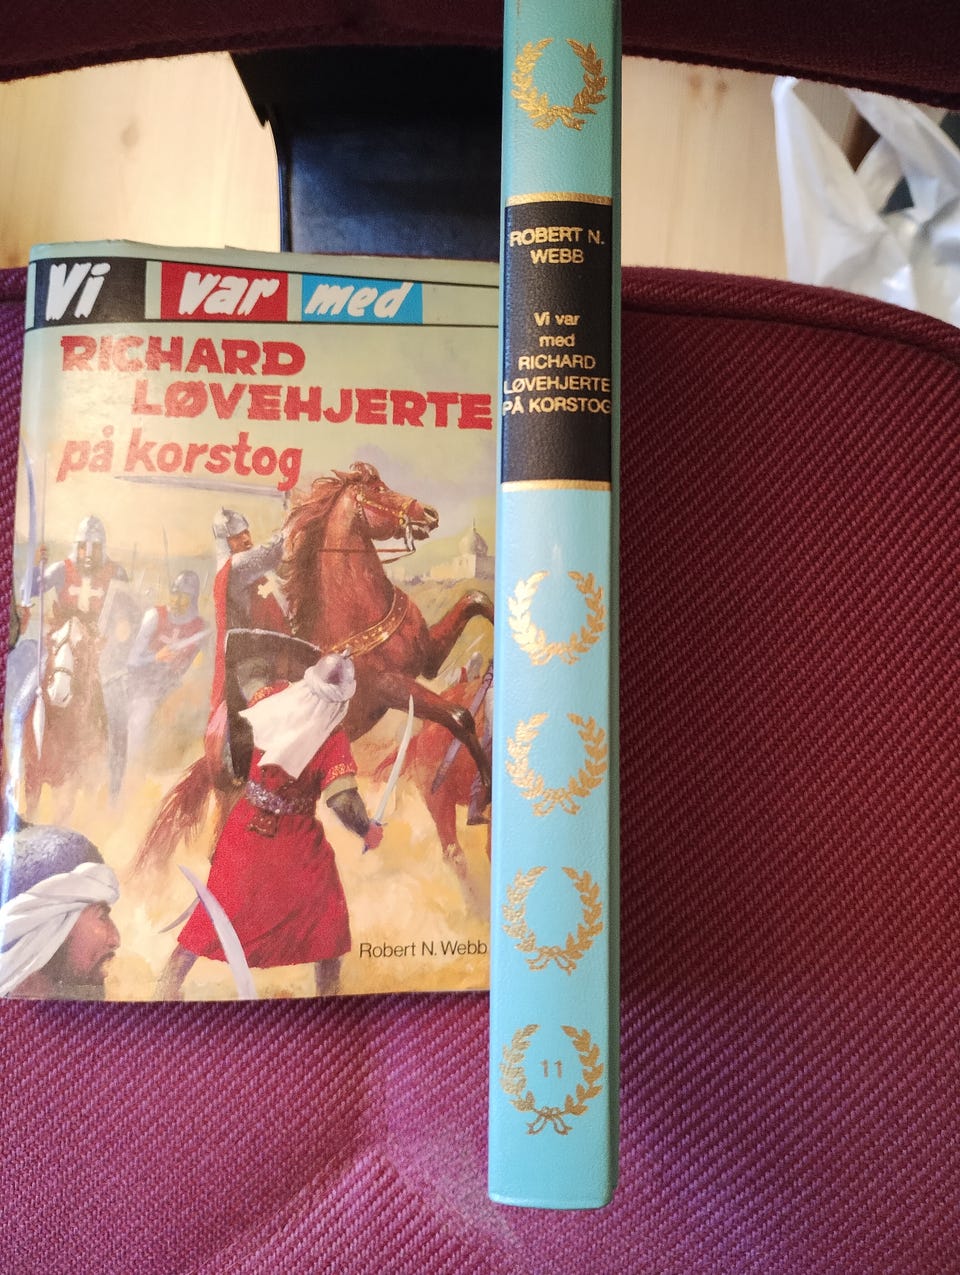 Vi var med
RICHARD
LØVEHJERTE
på korstog
Robert N. Webb
ROBERT N.
WEBB
Vi var
med
RICHARD
LØVEHJERTE
PÅ KORSTOG
11